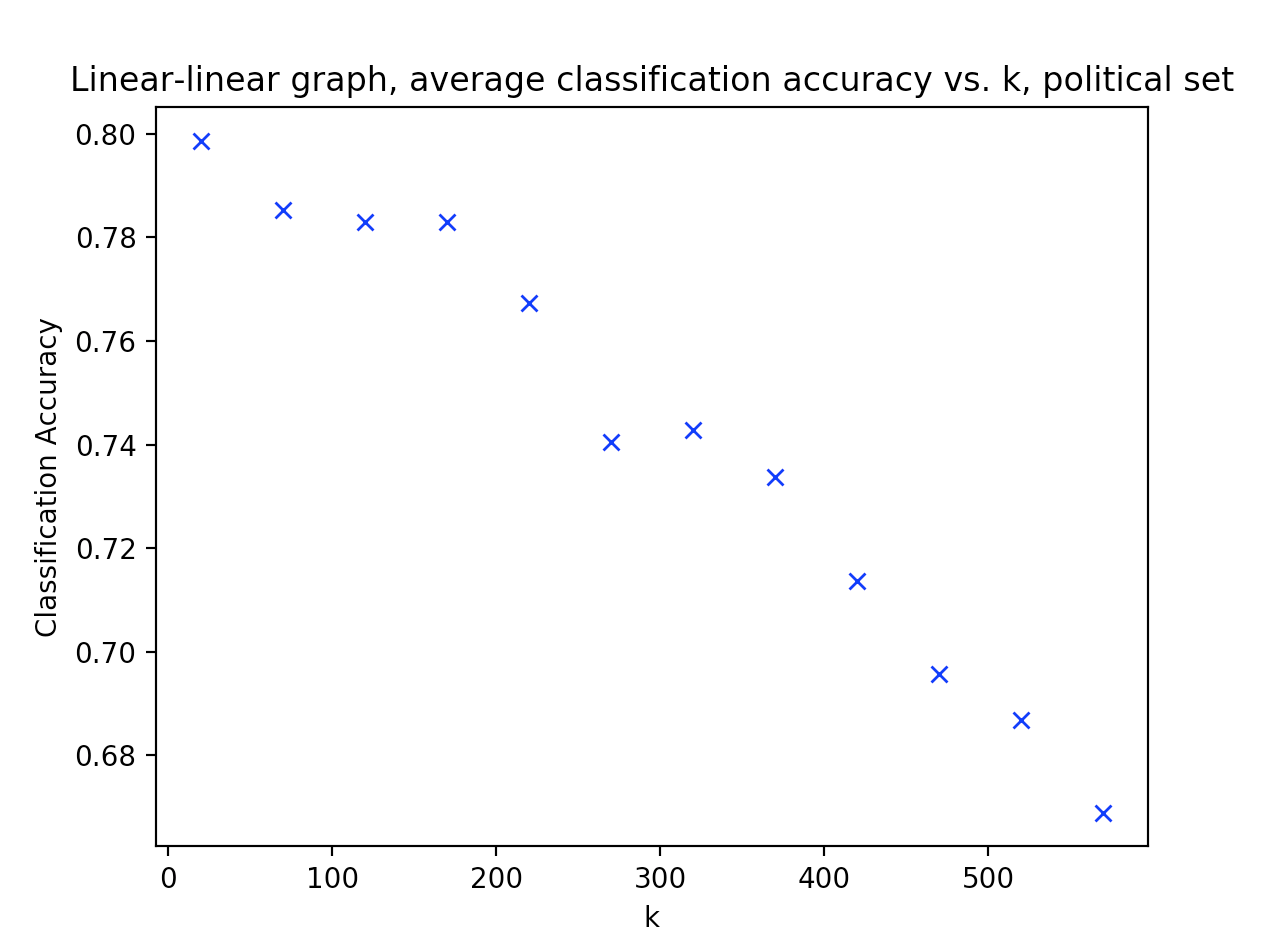 Linear-linear graph, average classification accuracy vs. k, political set
0.80
0.78
0.76
0.74
0.72
0.70
0.68
Classification Accuracy
0 100 200 300 400 500
k